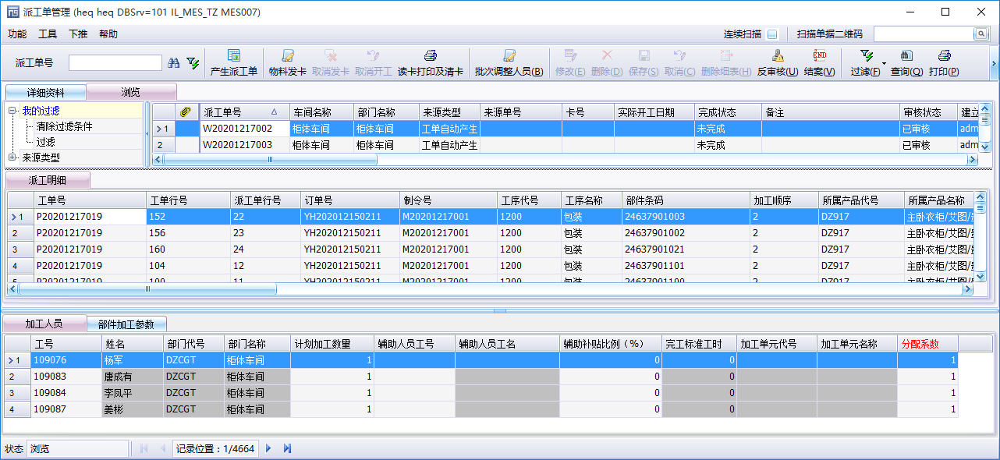 派工单管理 (heq heq DBSrv=101 IL_MES_TZ MES007)
功能 工具 下推 帮助 连续扫描 扫描单据二维码
派工单号 产生派工单 物料发卡 取消发卡 取消开工 读卡打印及清卡 批次调整人员(B) 修改(E) 删除(D) 保存(S) 取消(C) 删除细表(H) 反审核(U) 结案(V) 过滤(F) 查询(Q) 打印(P)
详细资料 浏览
我的过滤
清除过滤条件
过滤
来源类型
派工单号 车间名称 部门名称 来源类型 来源单号 卡号 实际开工日期 完成状态 备注 审核状态 建立
1 W20201217002 柜体车间 柜体车间 工单自动产生 未完成 已审核 adm
2 W20201217003 柜体车间 柜体车间 工单自动产生 未完成 已审核 adm
派工明细
工单号 工单行号 派工单行号 订单号 制令号 工序代号 工序名称 部件条码 加工顺序 所属产品代号 所属产品名称
1 P20201217019 152 22 YH202012150211 M20201217001 1200 包装 24637901003 2 DZ917 主卧衣柜/艾图/
2 P20201217019 156 23 YH202012150211 M20201217001 1200 包装 24637901002 2 DZ917 主卧衣柜/艾图/
3 P20201217019 160 24 YH202012150211 M20201217001 1200 包装 24637901021 2 DZ917 主卧衣柜/艾图/
4 P20201217019 104 12 YH202012150211 M20201217001 1200 包装 24637901101 2 DZ917 主卧衣柜/艾图/
5 P20201217019 100 11 YH202012150211 M20201217001 1200 包装 24637901100 2 DZ917 主卧衣柜/艾图/
加工人员 部件加工参数
工号 姓名 部门代号 部门名称 计划加工数量 辅助人员工号 辅助人员工名 辅助补贴比例（%） 完工标准工时 加工单元代号 加工单元名称 分配系数
1 109076 杨军 DZCGT 柜体车间 1 0 0 1
2 109083 唐成有 DZCGT 柜体车间 1 0 0 1
3 109084 李凤平 DZCGT 柜体车间 1 0 0 1
4 109087 姜彬 DZCGT 柜体车间 1 0 0 1
状态 浏览 记录位置：1/4664